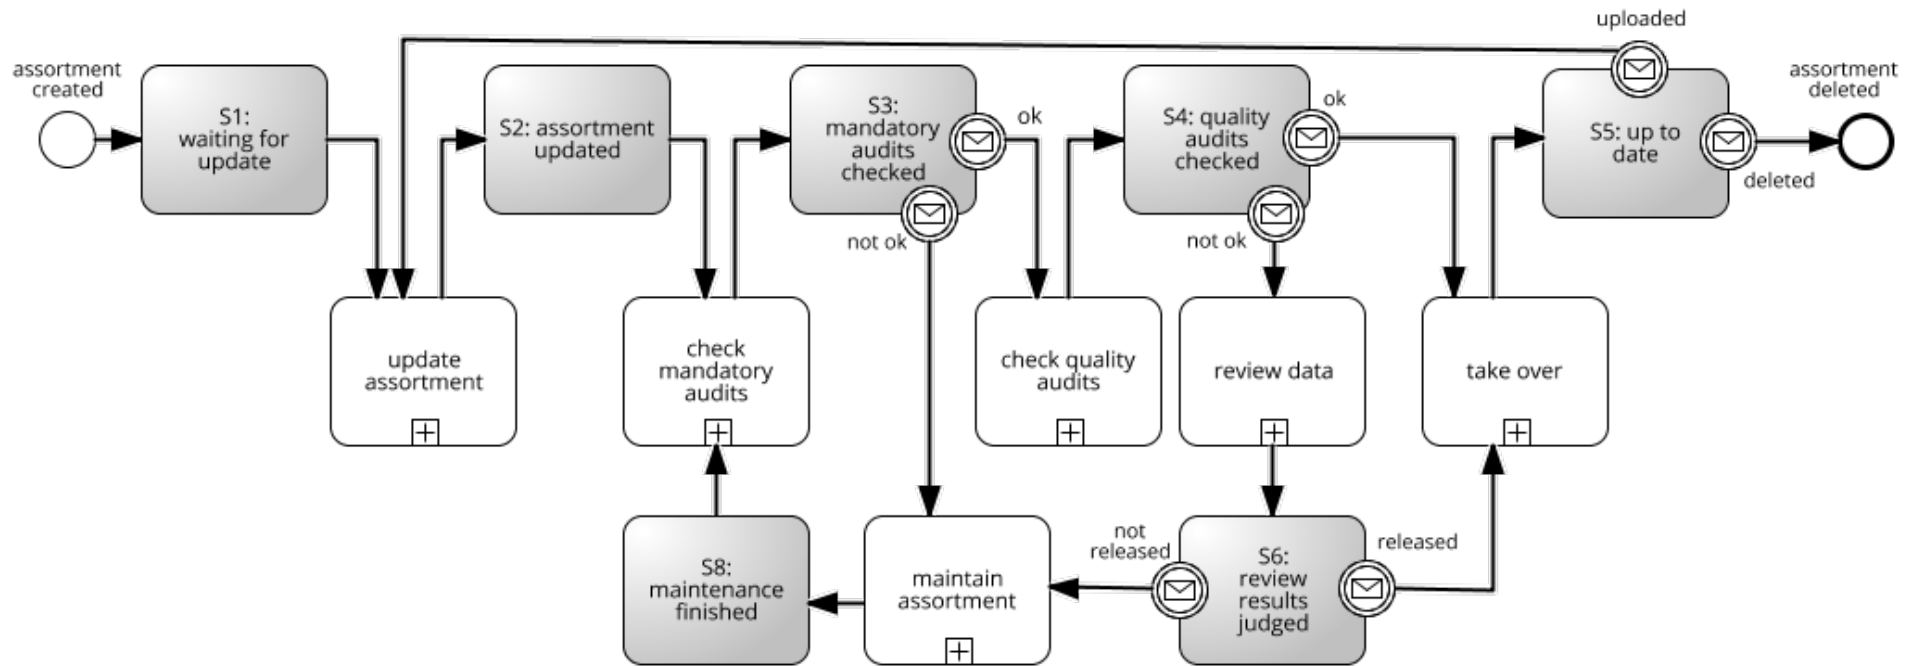 uploaded
assortment
created
assortment
deleted
S1:
waiting for
update
S2: assortment
updated
S3:
mandatory
audits
checked
ok
not ok
S4: quality
audits
checked
ok
not ok
S5: up to
date
deleted
update
assortment
check
mandatory
audits
check quality
audits
review data
take over
S8:
maintenance
finished
maintain
assortment
not
released
S6:
review
results
judged
released